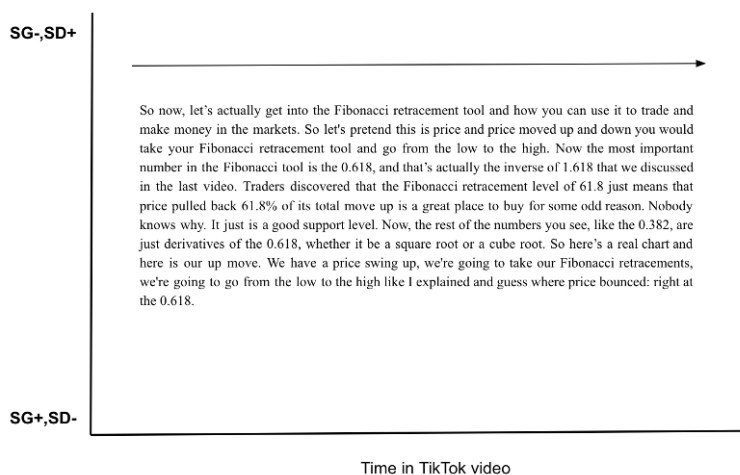 SG-,SD+
So now, let’s actually get into the Fibonacci retracement tool and how you can use it to trade and
make money in the markets. So let's pretend this is price and price moved up and down you would
take your Fibonacci retracement tool and go from the low to the high. Now the most important
number in the Fibonacci tool is the 0.618, and that’s actually the inverse of 1.618 that we discussed
in the last video. Traders discovered that the Fibonacci retracement level of 61.8 just means that
price pulled back 61.8% of its total move up is a great place to buy for some odd reason. Nobody
knows why. It just is a good support level. Now, the rest of the numbers you see, like the 0.382, are
just derivatives of the 0.618, whether it be a square root or a cube root. So here’s a real chart and
here is our up move. We have a price swing up, we're going to take our Fibonacci retracements,
we're going to go from the low to the high like I explained and guess where price bounced: right at
the 0.618.
SG+,SD-
Time in TikTok video